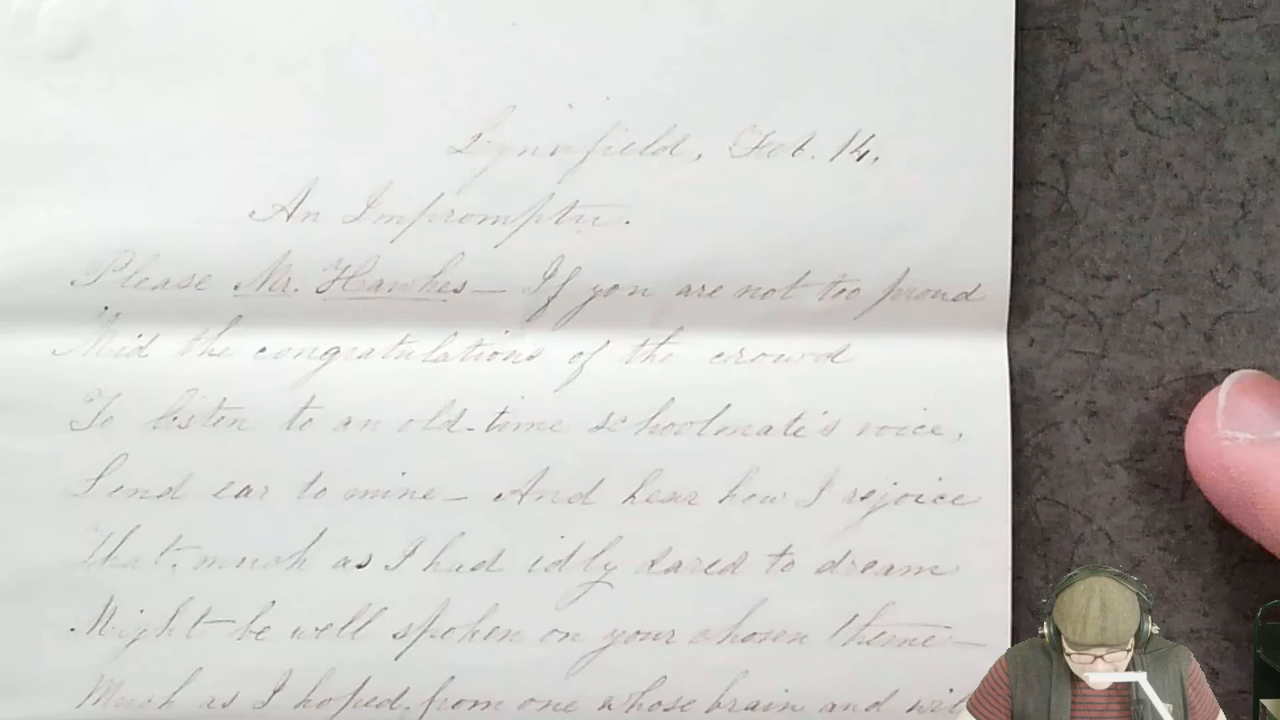 Lynnfield, Feb. 14,
An Impromptu.
Please Mr. Hawkes — If you are not too proud
Mid the congratulations of the crowd
To listen to an old-time schoolmate's voice,
Lend ear to mine — And hear how I rejoice
That, much as I had idly dared to dream
Might be well spoken on your chosen theme —
Much as I hoped, from one whose brain and